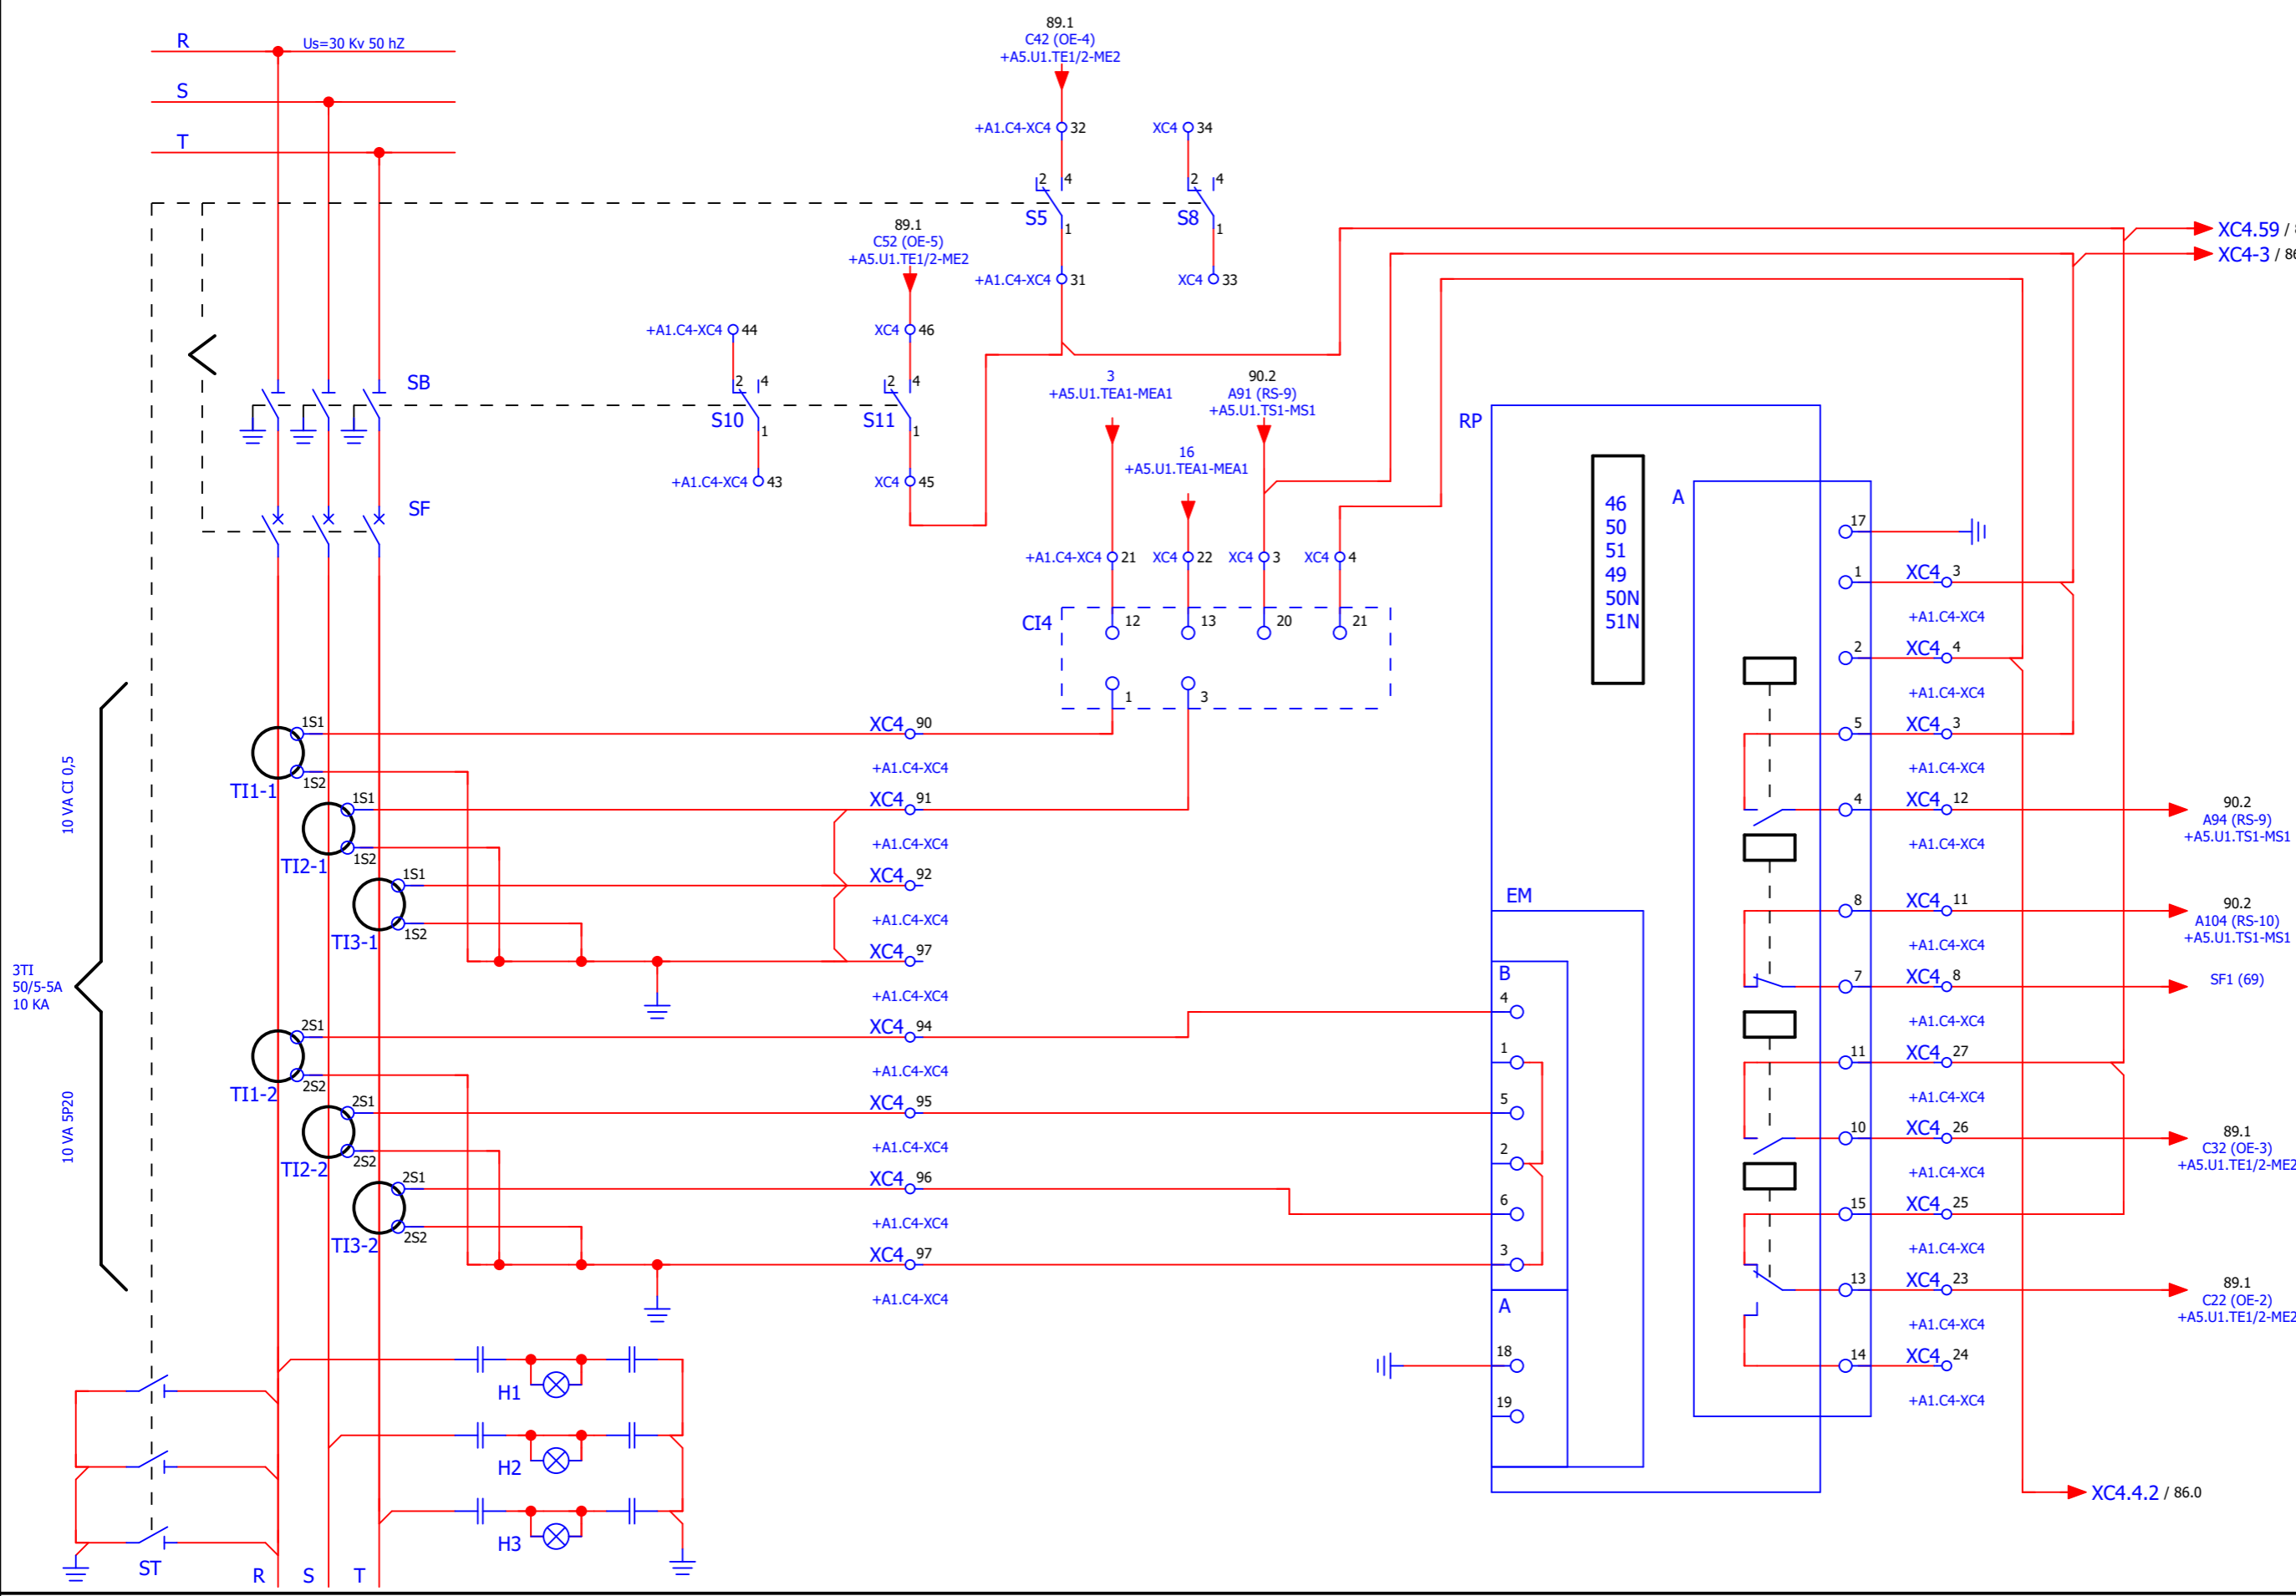 R
Us=30 Kv 50 hZ
S
T
89.1
C42 (OE-4)
+A5.U1.TE1/2-ME2
+A1.C4-XC4 32
XC4 34
2 4
S5
1
2 4
S8
1
+A1.C4-XC4 31
XC4 33
89.1
C52 (OE-5)
+A5.U1.TE1/2-ME2
XC4.59 /
XC4-3 /
+A1.C4-XC4 44
XC4 46
SB
2 4
S10
1
2 4
S11
1
+A1.C4-XC4 43
XC4 45
SF
3
+A5.U1.TEA1-MEA1
90.2
A91 (RS-9)
+A5.U1.TS1-MS1
16
+A5.U1.TEA1-MEA1
+A1.C4-XC4 21
XC4 22
XC4 3
XC4 4
CI4
12
13
20
21
1
3
RP
46
50
51
49
50N
51N
A
17
1
XC4 3
+A1.C4-XC4
2
XC4 4
+A1.C4-XC4
5
XC4 3
+A1.C4-XC4
4
XC4 12
+A1.C4-XC4
90.2
A94 (RS-9)
+A5.U1.TS1-MS1
8
XC4 11
+A1.C4-XC4
90.2
A104 (RS-10)
+A5.U1.TS1-MS1
7
XC4 8
+A1.C4-XC4
SF1 (69)
11
XC4 27
+A1.C4-XC4
10
XC4 26
+A1.C4-XC4
89.1
C32 (OE-3)
+A5.U1.TE1/2-ME2
15
XC4 25
+A1.C4-XC4
13
XC4 23
+A1.C4-XC4
89.1
C22 (OE-2)
+A5.U1.TE1/2-ME2
14
XC4 24
+A1.C4-XC4
XC4.4.2 / 86.0
10 VA CI 0,5
3TI
50/5-5A
10 KA
10 VA 5P20
1S1
1S2
TI1-1
XC4 90
+A1.C4-XC4
1S1
1S2
TI2-1
XC4 91
+A1.C4-XC4
1S1
1S2
TI3-1
XC4 92
+A1.C4-XC4
XC4 97
+A1.C4-XC4
2S1
2S2
TI1-2
XC4 94
+A1.C4-XC4
2S1
2S2
TI2-2
XC4 95
+A1.C4-XC4
2S1
2S2
TI3-2
XC4 96
+A1.C4-XC4
XC4 97
+A1.C4-XC4
EM
B
4
1
5
2
6
3
A
18
19
H1
H2
H3
ST
R S T